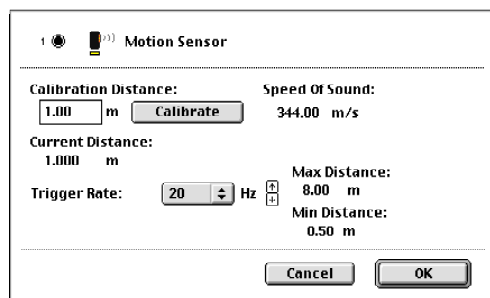 1 Motion Sensor
Calibration Distance:
1.00 m Calibrate
Speed Of Sound:
344.00 m/s
Current Distance:
1.000 m
Trigger Rate: 20 Hz
Max Distance:
8.00 m
Min Distance:
0.50 m
Cancel OK